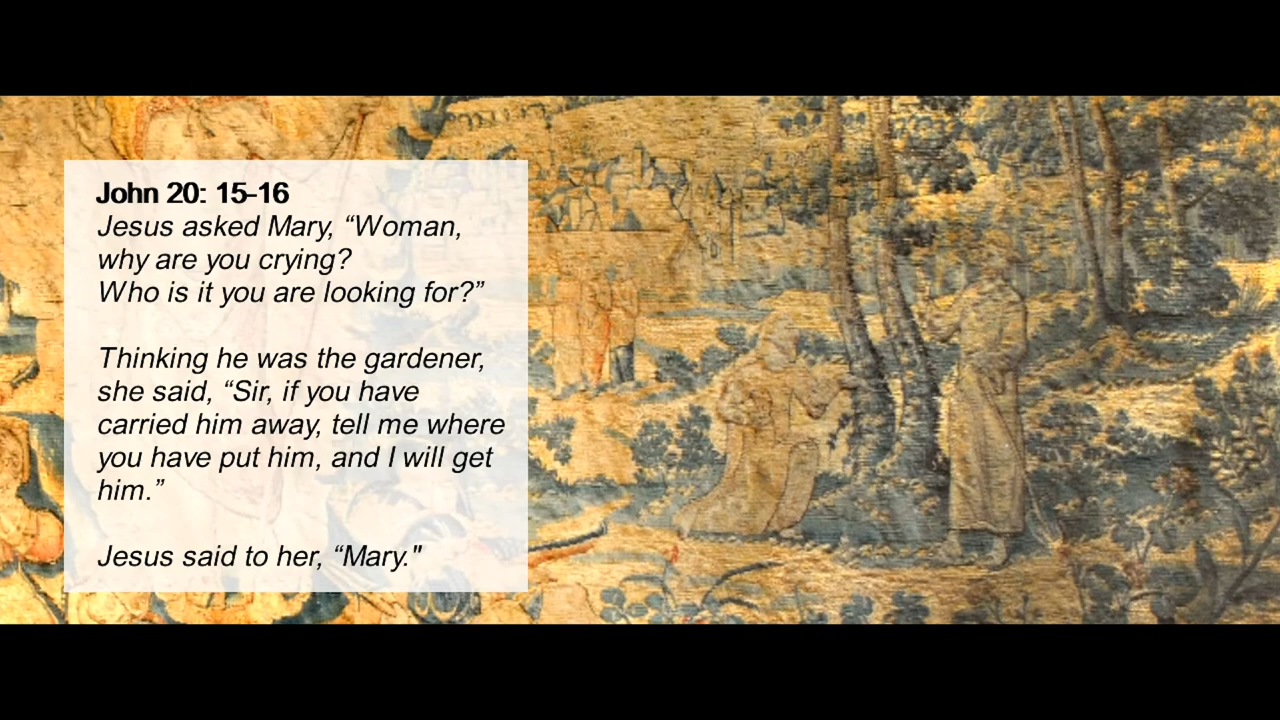 John 20: 15-16
Jesus asked Mary, “Woman,
why are you crying?
Who is it you are looking for?”
Thinking he was the gardener,
she said, “Sir, if you have
carried him away, tell me where
you have put him, and I will get
him.”
Jesus said to her, “Mary."